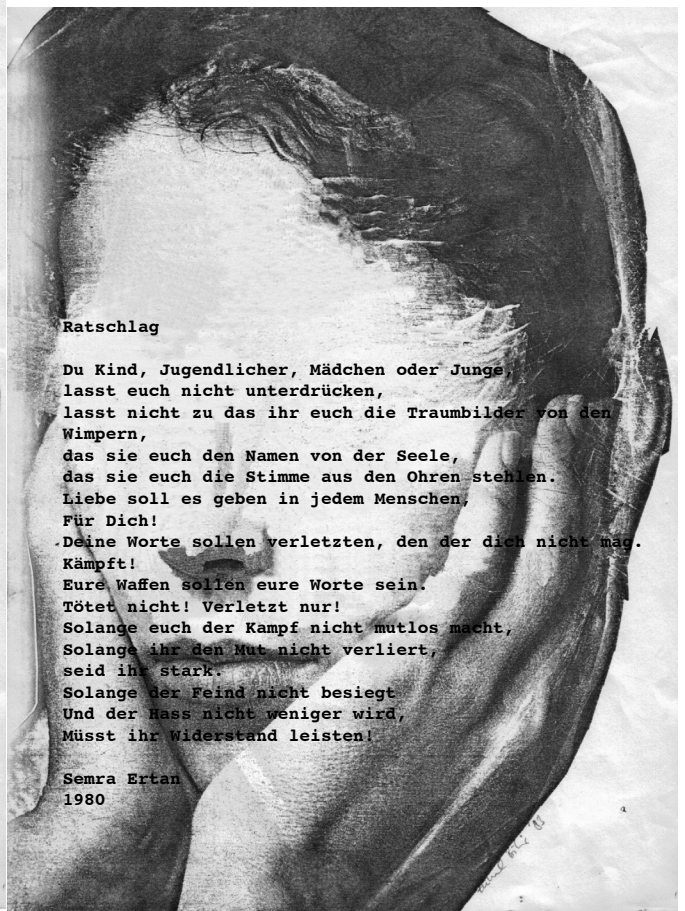 Ratschlag
Du Kind, Jugendlicher, Mädchen oder Junge,
lasst euch nicht unterdrücken,
lasst nicht zu das ihr euch die Traumbilder von den
Wimpern,
das sie euch den Namen von der Seele,
das sie euch die Stimme aus den Ohren stehlen.
Liebe soll es geben in jedem Menschen,
Für Dich!
Deine Worte sollen verletzten, den der dich nicht mag.
Kämpft!
Eure Waffen sollen eure Worte sein.
Tötet nicht! Verletzt nur!
Solange euch der Kampf nicht mutlos macht,
Solange ihr den Mut nicht verliert,
seid ihr stark.
Solange der Feind nicht besiegt
Und der Hass nicht weniger wird,
Müsst ihr Widerstand leisten!
Semra Ertan
1980